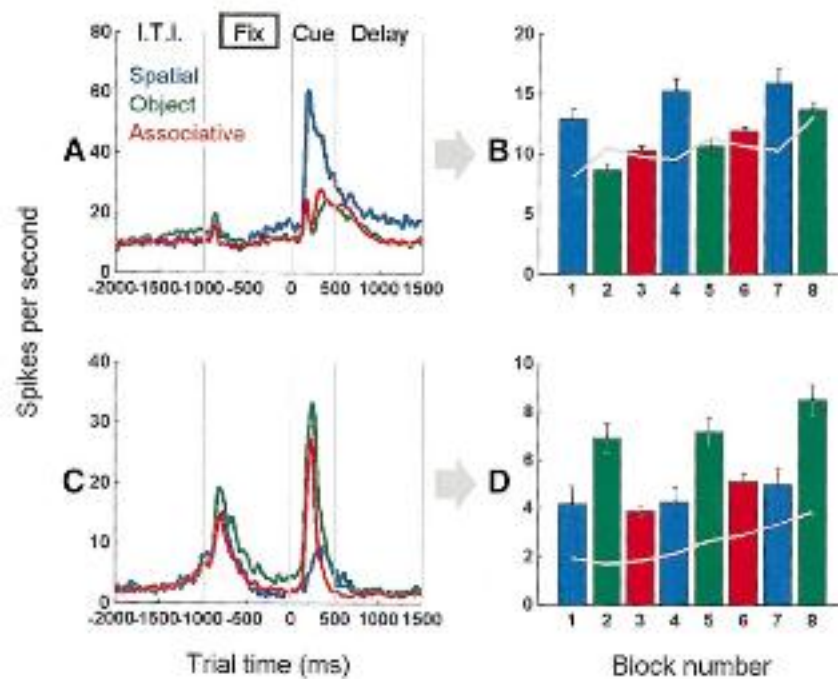 I.T.I. Fix Cue Delay
Spatial
Object
Associative
A
80
60
40
20
0
-2000-1500-1000 -500 0 500 1000 1500
B
20
15
10
5
0
1 2 3 4 5 6 7 8
Spikes per second
C
40
30
20
10
0
-2000-1500-1000 -500 0 500 1000 1500
Trial time (ms)
D
10
8
6
4
2
0
1 2 3 4 5 6 7 8
Block number